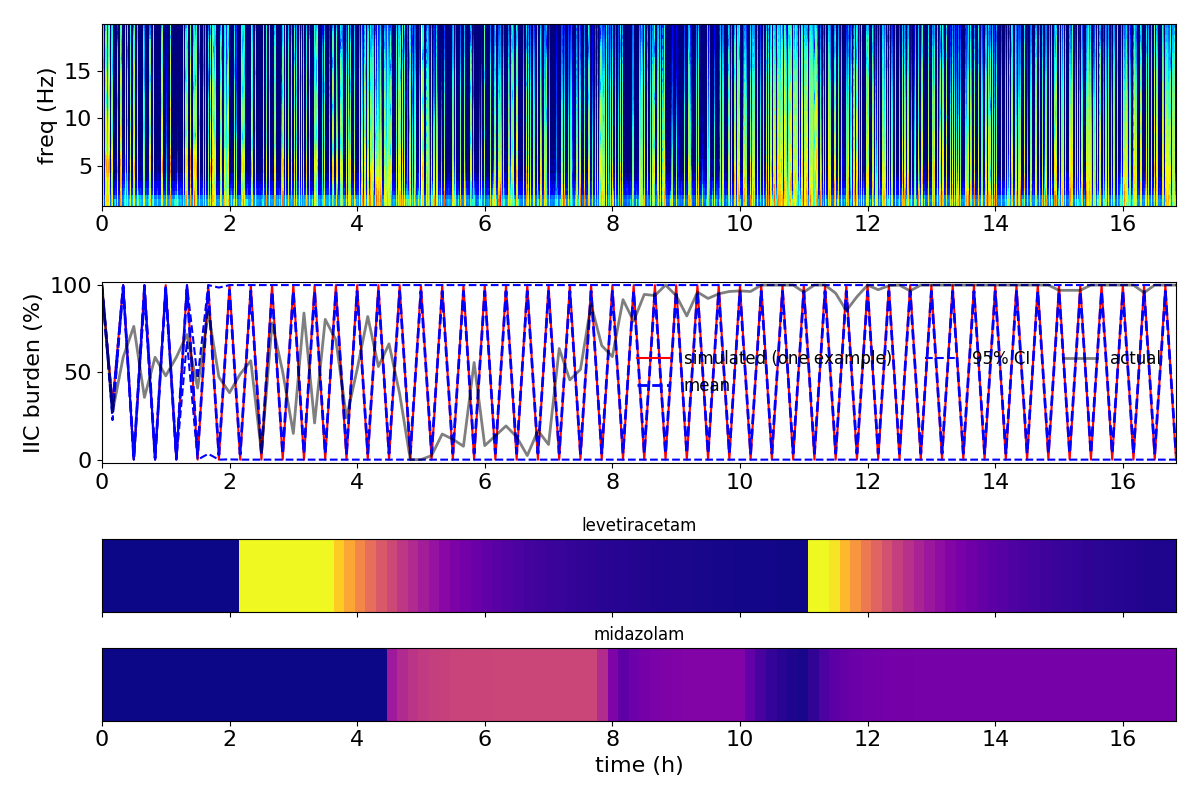 freq (Hz)
15
10
5
0 2 4 6 8 10 12 14 16
IIC burden (%)
100
50
0
simulated (one example) 95% CI actual
mean
0 2 4 6 8 10 12 14 16
levetiracetam
midazolam
0 2 4 6 8 10 12 14 16
time (h)